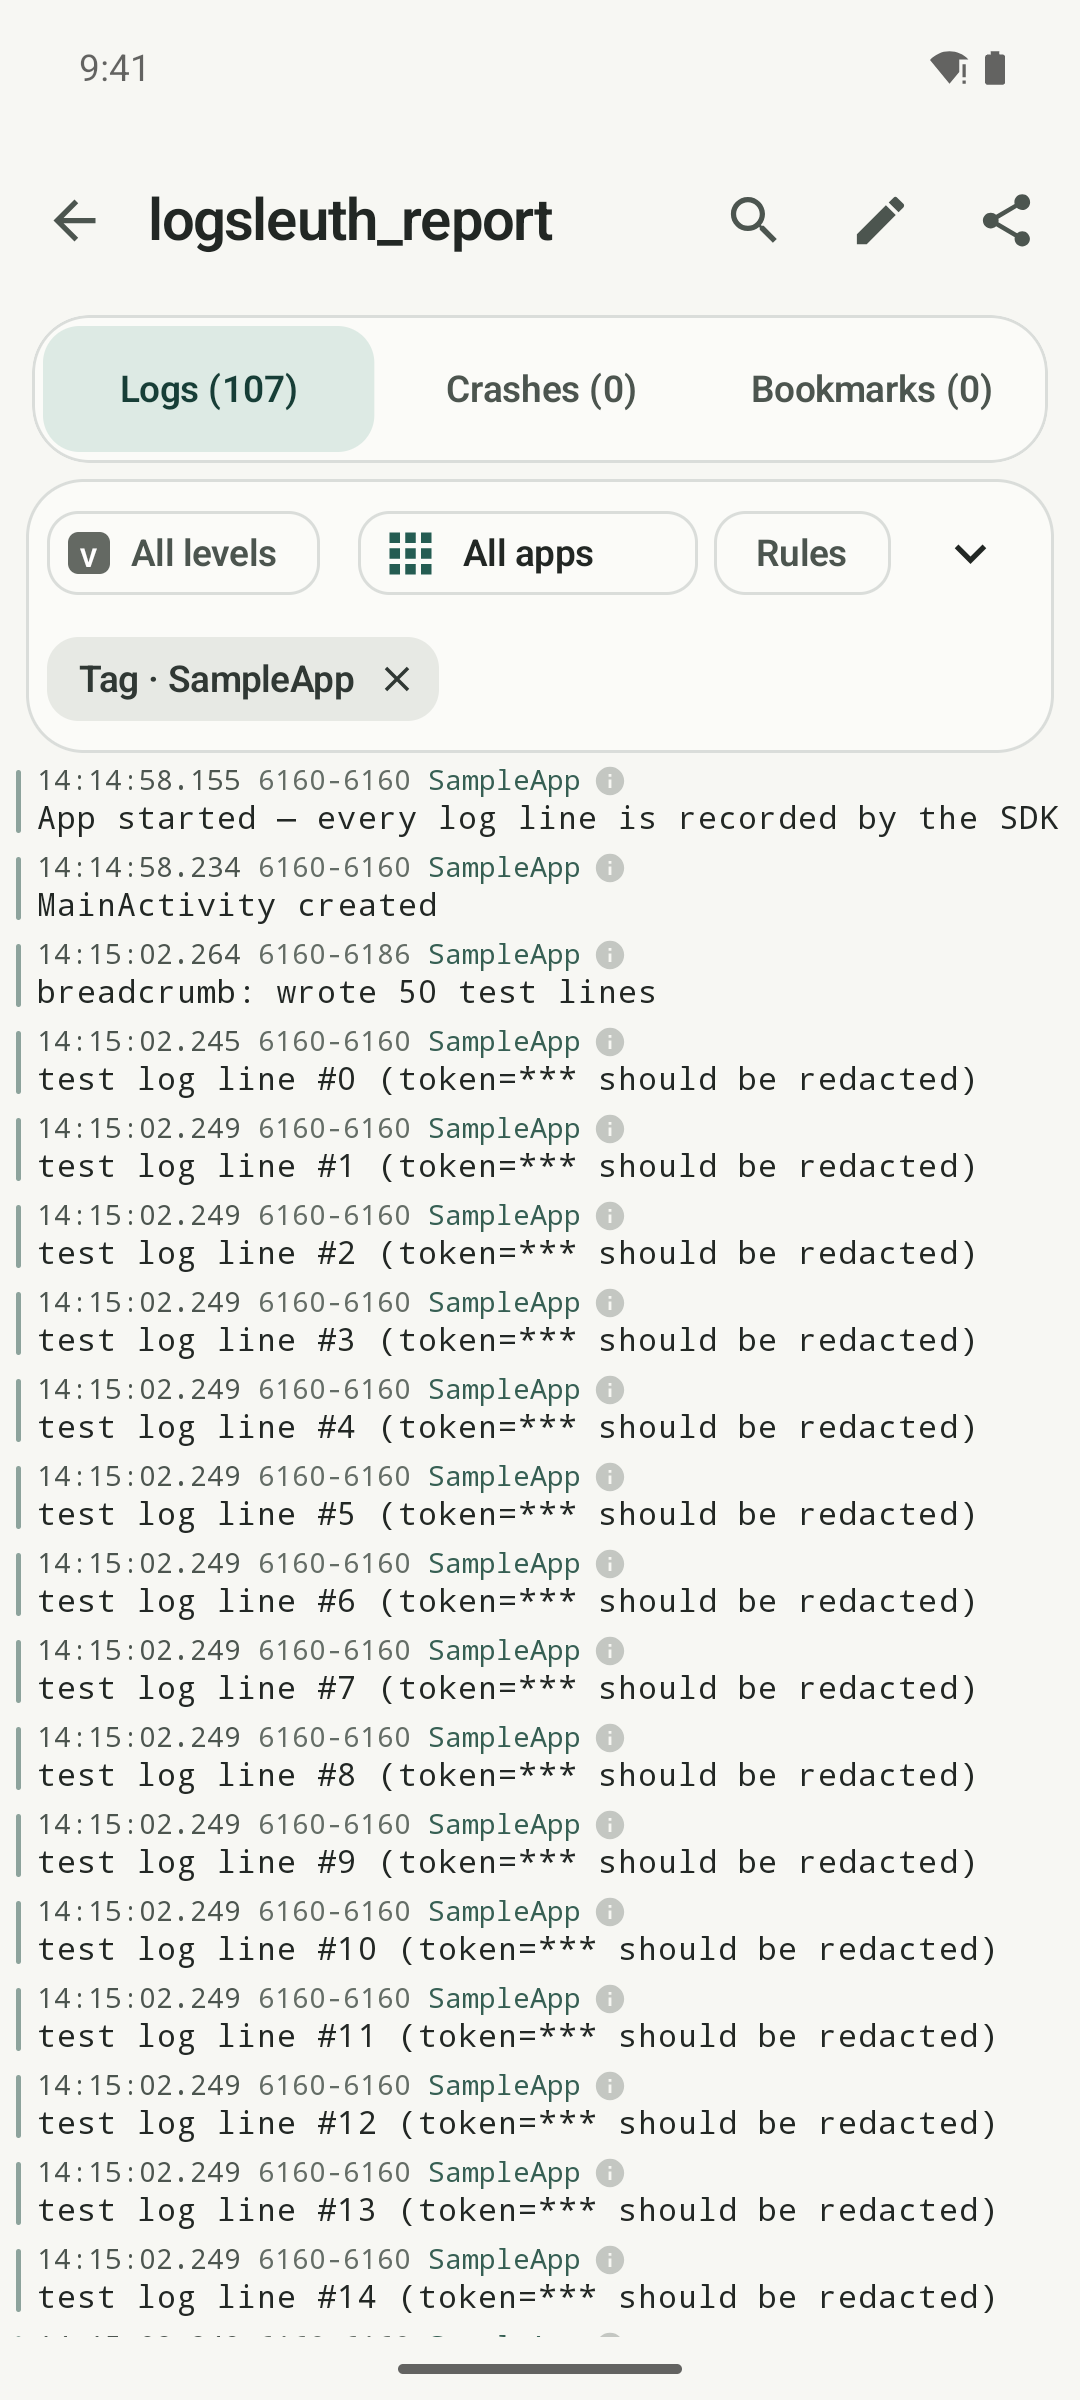 9:41
logsleuth_report
Logs (107) Crashes (0) Bookmarks (0)
V All levels All apps Rules
Tag · SampleApp
14:14:58.155 6160-6160 SampleApp
App started — every log line is recorded by the SDK
14:14:58.234 6160-6160 SampleApp
MainActivity created
14:15:02.264 6160-6186 SampleApp
breadcrumb: wrote 50 test lines
14:15:02.245 6160-6160 SampleApp
test log line #0 (token=*** should be redacted)
14:15:02.249 6160-6160 SampleApp
test log line #1 (token=*** should be redacted)
14:15:02.249 6160-6160 SampleApp
test log line #2 (token=*** should be redacted)
14:15:02.249 6160-6160 SampleApp
test log line #3 (token=*** should be redacted)
14:15:02.249 6160-6160 SampleApp
test log line #4 (token=*** should be redacted)
14:15:02.249 6160-6160 SampleApp
test log line #5 (token=*** should be redacted)
14:15:02.249 6160-6160 SampleApp
test log line #6 (token=*** should be redacted)
14:15:02.249 6160-6160 SampleApp
test log line #7 (token=*** should be redacted)
14:15:02.249 6160-6160 SampleApp
test log line #8 (token=*** should be redacted)
14:15:02.249 6160-6160 SampleApp
test log line #9 (token=*** should be redacted)
14:15:02.249 6160-6160 SampleApp
test log line #10 (token=*** should be redacted)
14:15:02.249 6160-6160 SampleApp
test log line #11 (token=*** should be redacted)
14:15:02.249 6160-6160 SampleApp
test log line #12 (token=*** should be redacted)
14:15:02.249 6160-6160 SampleApp
test log line #13 (token=*** should be redacted)
14:15:02.249 6160-6160 SampleApp
test log line #14 (token=*** should be redacted)